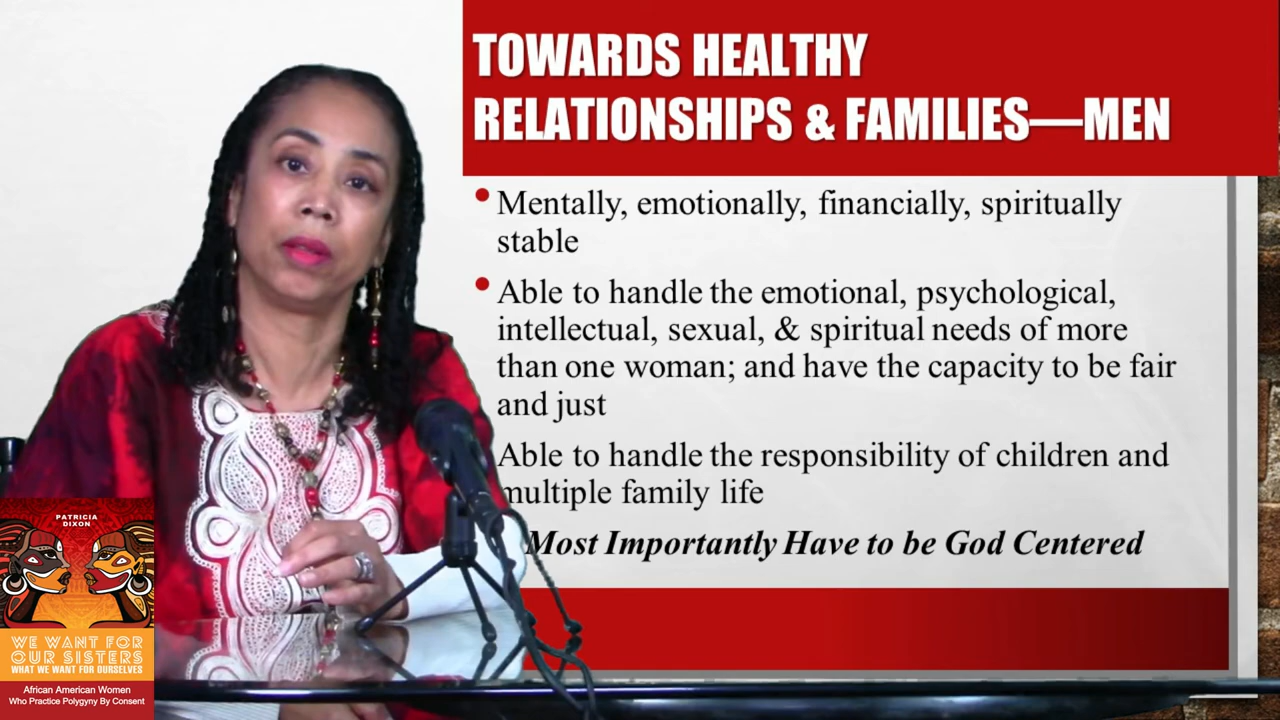 TOWARDS HEALTHY
RELATIONSHIPS & FAMILIES—MEN
Mentally, emotionally, financially, spiritually
stable
Able to handle the emotional, psychological,
intellectual, sexual, & spiritual needs of more
than one woman; and have the capacity to be fair
and just
Able to handle the responsibility of children and
multiple family life
Most Importantly Have to be God Centered
PATRICIA
DIXON
WE WANT FOR
OUR SISTERS
WHAT WE WANT FOR OURSELVES
African American Women
Who Practice Polygyny By Consent